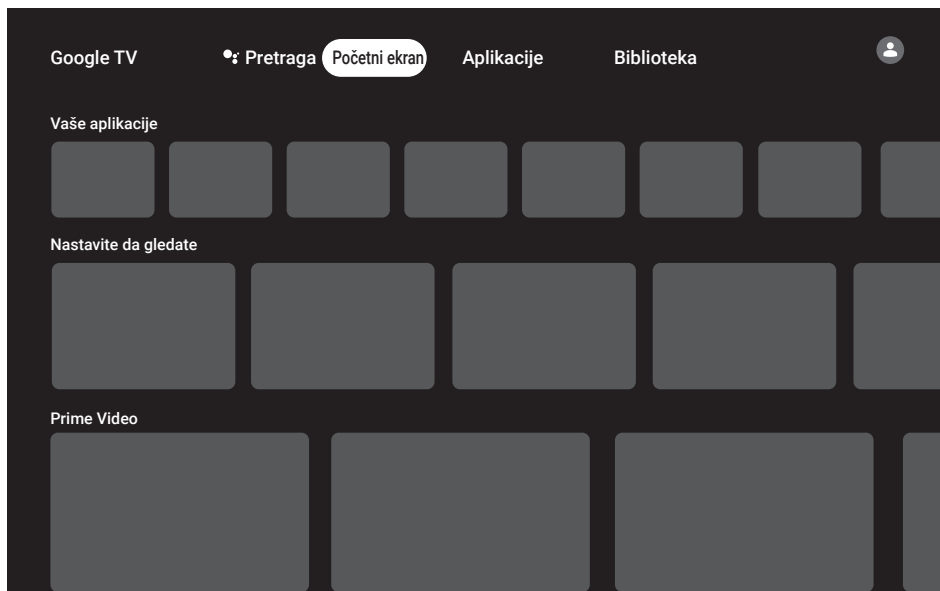 Google TV Pretraga Početni ekran Aplikacije Biblioteka
Vaše aplikacije
Nastavite da gledate
Prime Video